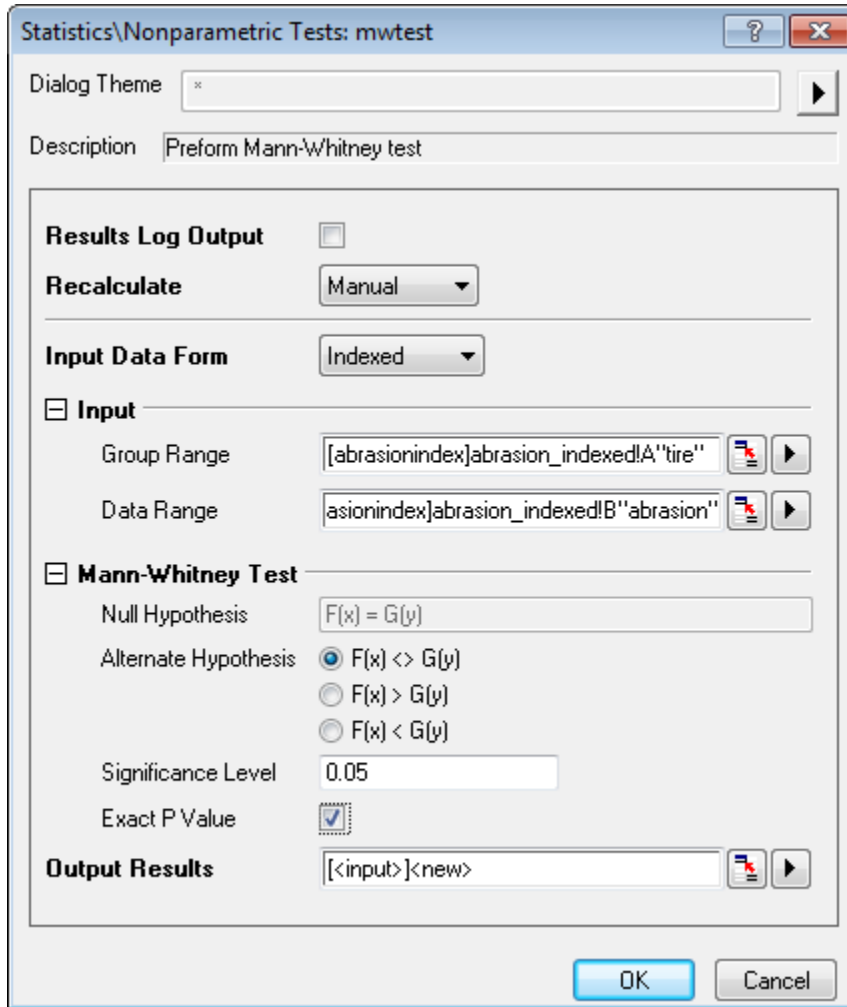 Statistics\Nonparametric Tests: mwtest
Dialog Theme *
Description Preform Mann-Whitney test
Results Log Output
Recalculate Manual
Input Data Form Indexed
Input
Group Range [abrasionindex]abrasion_indexed!A"tire"
Data Range asionindex]abrasion_indexed!B"abrasion"
Mann-Whitney Test
Null Hypothesis F(x) = G(y)
Alternate Hypothesis F(x) <> G(y)
F(x) > G(y)
F(x) < G(y)
Significance Level 0.05
Exact P Value
Output Results [<input>]<new>
OK Cancel